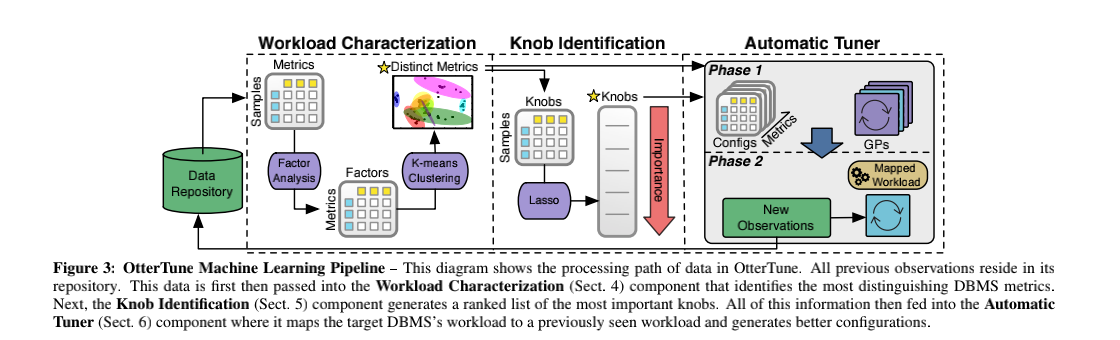 Workload Characterization
Knob Identification
Automatic Tuner
Data
Repository
Metrics
Samples
Factor
Analysis
Factors
Metrics
K-means
Clustering
Distinct Metrics
Knobs
Samples
Lasso
Knobs
Importance
Phase 1
Configs
Metrics
GPs
Phase 2
Mapped
Workload
New
Observations
Figure 3: OtterTune Machine Learning Pipeline – This diagram shows the processing path of data in OtterTune. All previous observations reside in its
repository. This data is first then passed into the Workload Characterization (Sect. 4) component that identifies the most distinguishing DBMS metrics.
Next, the Knob Identification (Sect. 5) component generates a ranked list of the most important knobs. All of this information then fed into the Automatic
Tuner (Sect. 6) component where it maps the target DBMS's workload to a previously seen workload and generates better configurations.